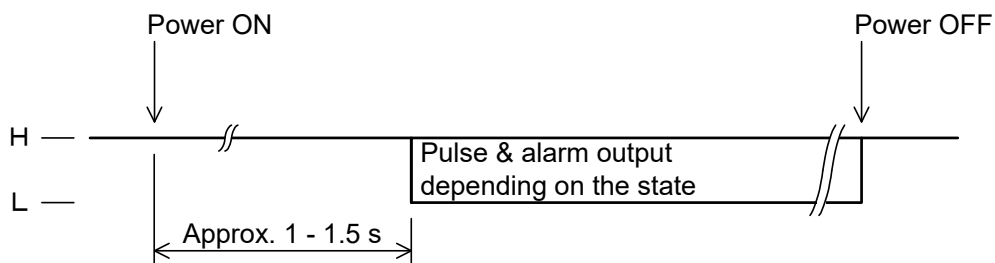 Power ON
Power OFF
H
Pulse & alarm output
depending on the state
L
Approx. 1 - 1.5 s